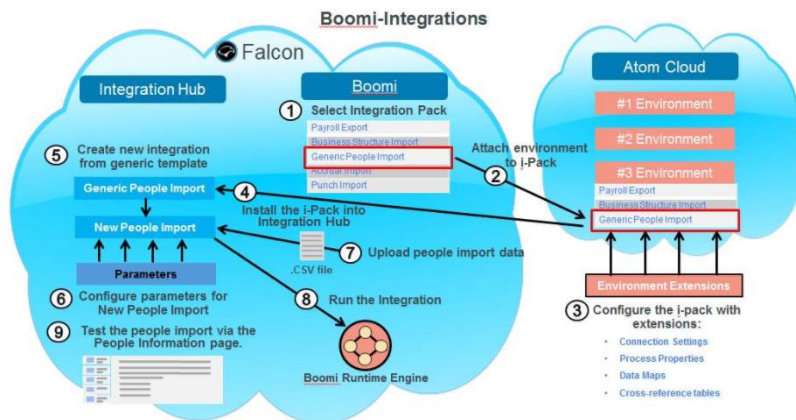 Boomi-Integrations
Falcon
Integration Hub
Boomi
Atom Cloud
1 Select Integration Pack
Payroll Export
Business Structure Import
Generic People Import
Accrual Import
Punch Import
#1 Environment
#2 Environment
#3 Environment
Payroll Export
Business Structure Import
Generic People Import
Attach environment
to i-Pack
2
5 Create new integration
from generic template
Generic People Import
4
Install the i-Pack into
Integration Hub
New People Import
.CSV file
7 Upload people import data
Parameters
6 Configure parameters for
New People Import
8 Run the Integration
9 Test the people import via the
People Information page.
Boomi Runtime Engine
Environment Extensions
3 Configure the i-pack with
extensions:
• Connection Settings
• Process Properties
• Data Maps
• Cross-reference tables